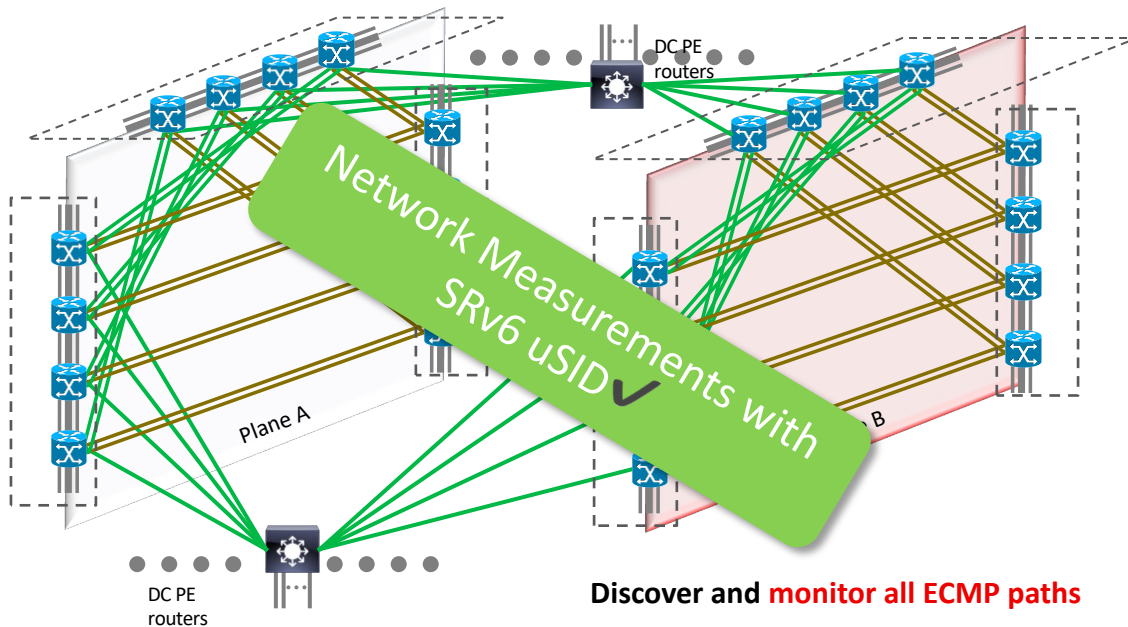 DC PE
routers
Network Measurements with
SRv6 uSID✔
Plane A
B
DC PE
routers
Discover and monitor all ECMP paths